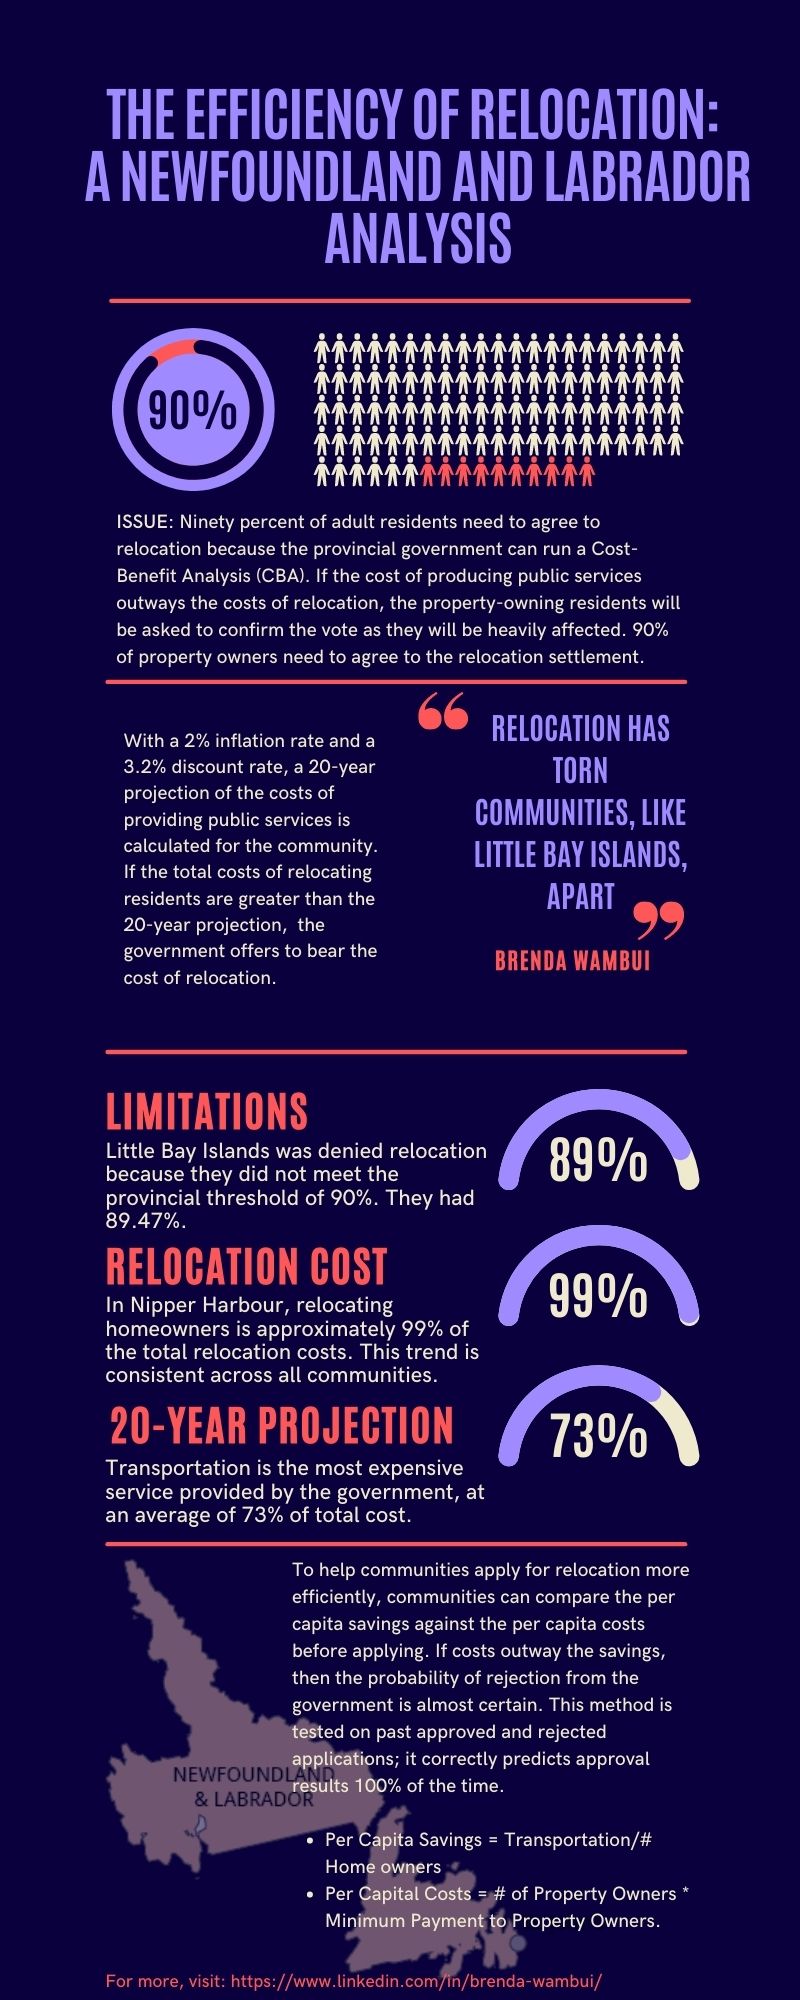 THE EFFICIENCY OF RELOCATION:
A NEWFOUNDLAND AND LABRADOR
ANALYSIS
90%
ISSUE: Ninety percent of adult residents need to agree to
relocation because the provincial government can run a Cost-
Benefit Analysis (CBA). If the cost of producing public services
outways the costs of relocation, the property-owning residents will
be asked to confirm the vote as they will be heavily affected. 90%
of property owners need to agree to the relocation settlement.
With a 2% inflation rate and a
3.2% discount rate, a 20-year
projection of the costs of
providing public services is
calculated for the community.
If the total costs of relocating
residents are greater than the
20-year projection, the
government offers to bear the
cost of relocation.
“
RELOCATION HAS
TORN
COMMUNITIES, LIKE
LITTLE BAY ISLANDS,
APART
”
BRENDA WAMBUI
LIMITATIONS
Little Bay Islands was denied relocation
because they did not meet the
provincial threshold of 90%. They had
89.47%.
89%
RELOCATION COST
In Nipper Harbour, relocating
homeowners is approximately 99% of
the total relocation costs. This trend is
consistent across all communities.
99%
20-YEAR PROJECTION
Transportation is the most expensive
service provided by the government, at
an average of 73% of total cost.
73%
To help communities apply for relocation more
efficiently, communities can compare the per
capita savings against the per capita costs
before applying. If costs outway the savings,
then the probability of rejection from the
government is almost certain. This method is
tested on past approved and rejected
applications; it correctly predicts approval
results 100% of the time.
NEWFOUNDLAND
& LABRADOR
• Per Capita Savings = Transportation/#
Home owners
• Per Capital Costs = # of Property Owners *
Minimum Payment to Property Owners.
For more, visit: https://www.linkedin.com/in/brenda-wambui/